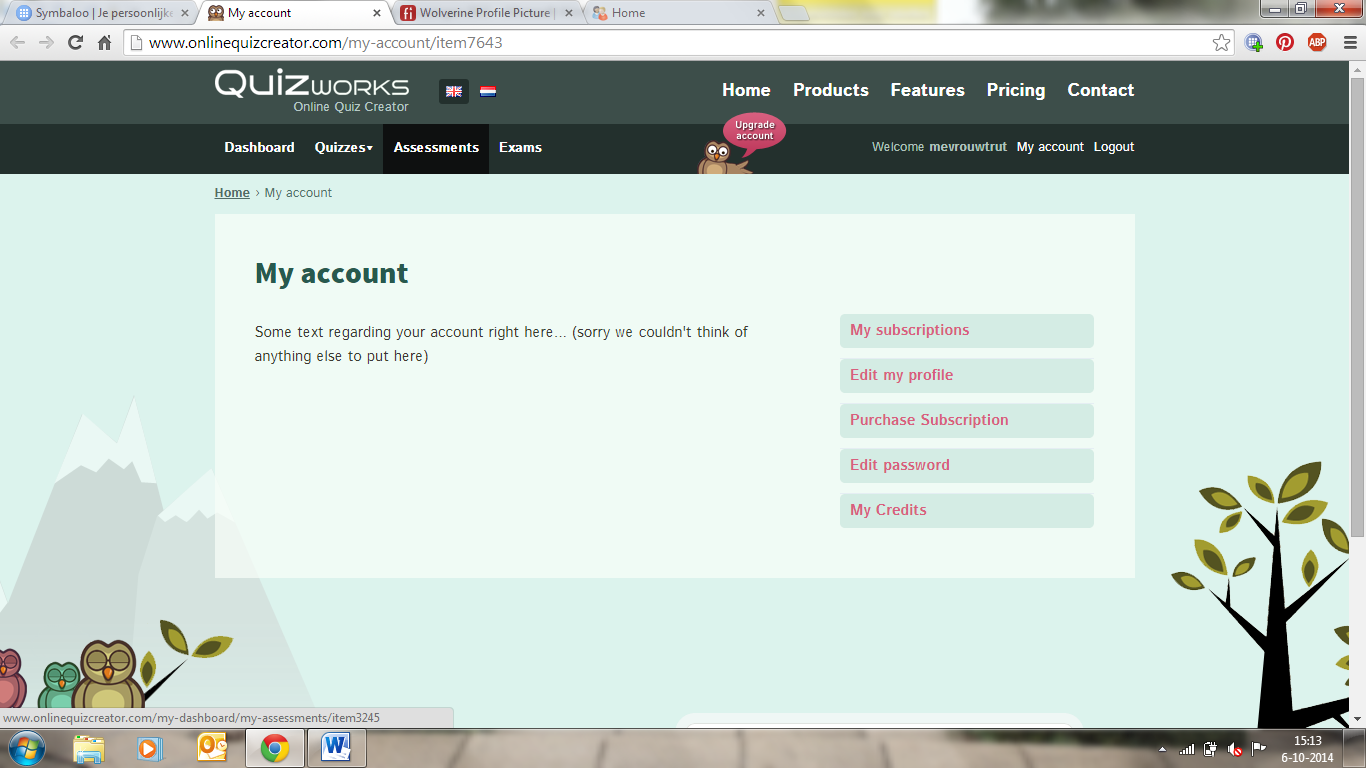 Symbaloo | Je persoonlijke
My account
Wolverine Profile Picture |
Home
www.onlinequizcreator.com/my-account/item7643
ABP
QUIZWORKS
Online Quiz Creator
Home Products Features Pricing Contact
Upgrade
account
Dashboard Quizzes Assessments Exams
Welcome mevrouwtrut My account Logout
Home › My account
My account
Some text regarding your account right here... (sorry we couldn't think of
anything else to put here)
My subscriptions
Edit my profile
Purchase Subscription
Edit password
My Credits
www.onlinequizcreator.com/my-dashboard/my-assessments/item3245
15:13
6-10-2014